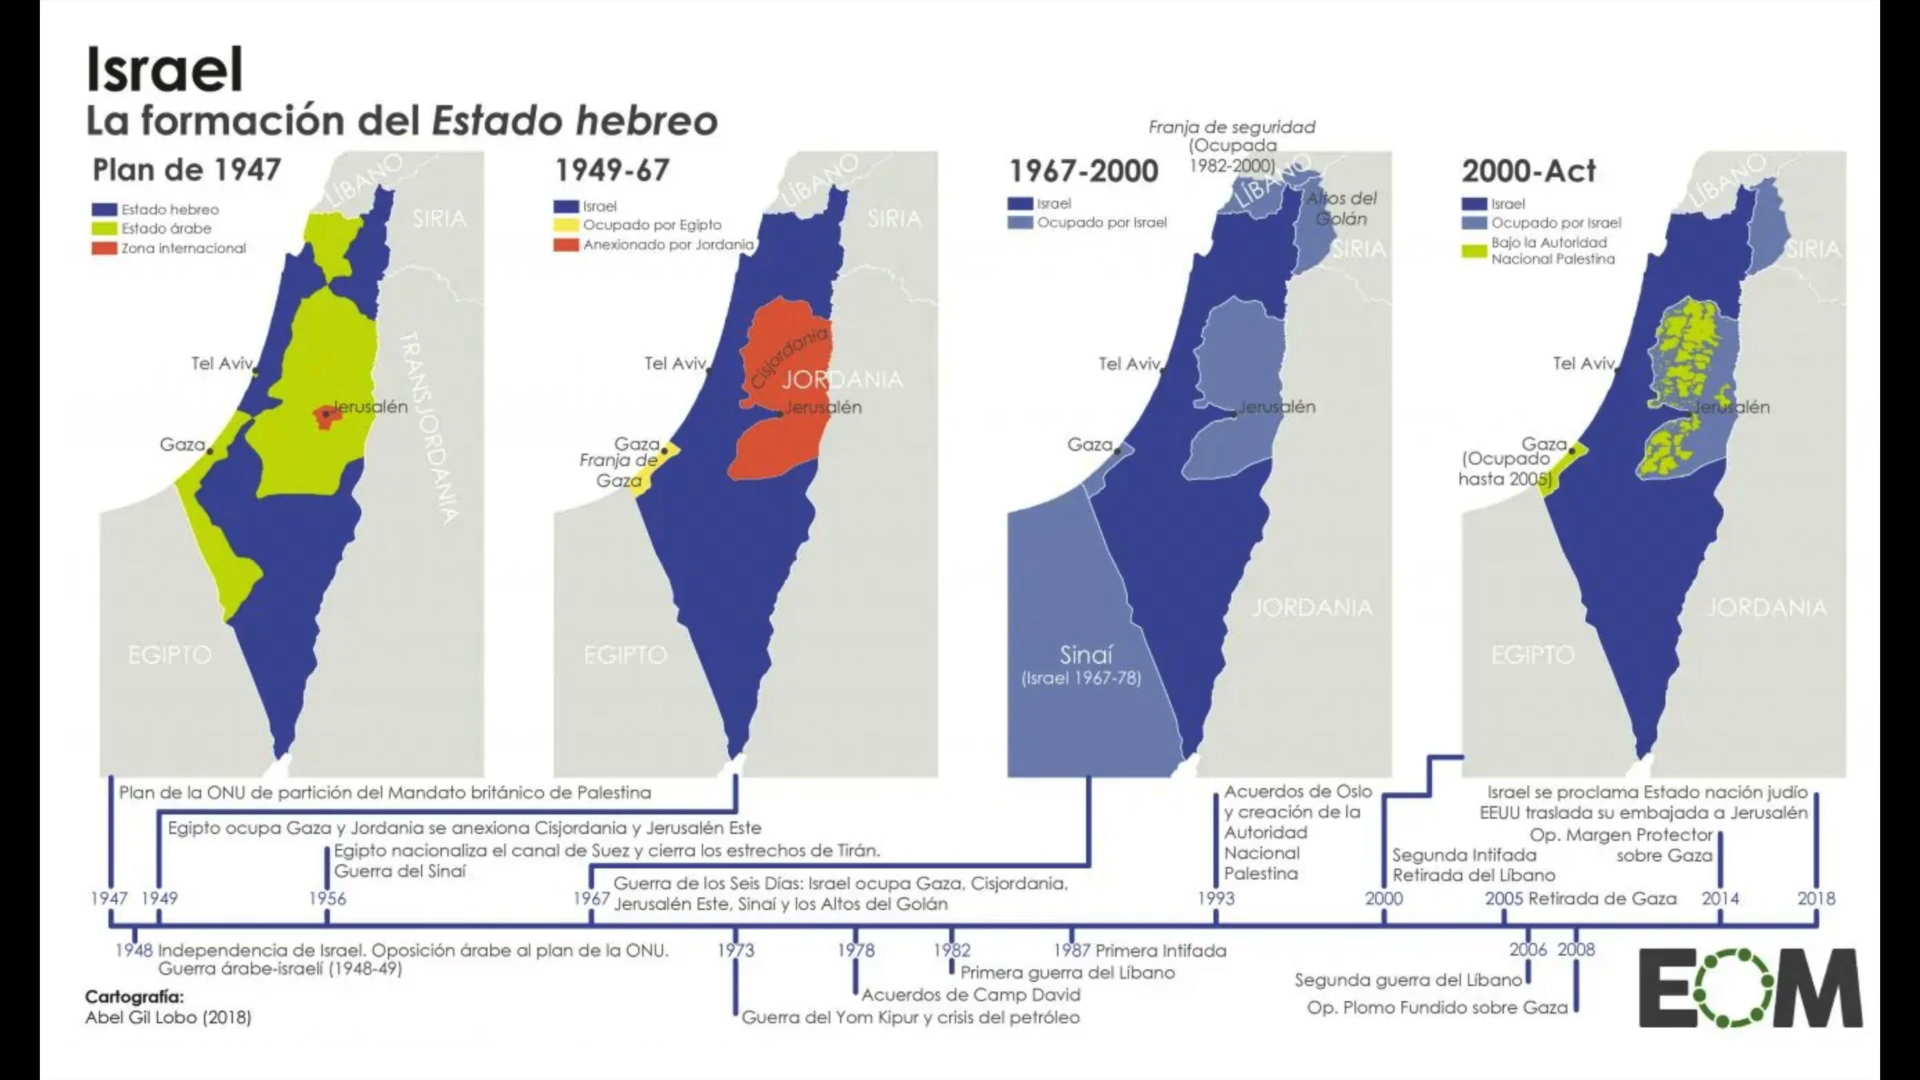 Israel
La formación del Estado hebreo
Plan de 1947
Estado hebreo
Estado árabe
Zona internacional
LÍBANO
SIRIA
TRANSJORDANIA
Tel Aviv
Jerusalén
Gaza
EGIPTO
1949-67
Israel
Ocupado por Egipto
Anexionado por Jordania
LÍBANO
SIRIA
Cisjordania
JORDANIA
Tel Aviv
Jerusalén
Gaza
Franja de
Gaza
EGIPTO
Franja de seguridad
(Ocupada
1982-2000)
1967-2000
Israel
Ocupado por Israel
LÍBANO
Altos del
Golán
SIRIA
Tel Aviv
Jerusalén
Gaza
JORDANIA
Sinaí
(Israel 1967-78)
2000-Act
Israel
Ocupado por Israel
Bajo la Autoridad
Nacional Palestina
LÍBANO
SIRIA
Tel Aviv
Jerusalén
Gaza
(Ocupado
hasta 2005)
JORDANIA
EGIPTO
Plan de la ONU de partición del Mandato británico de Palestina
Egipto ocupa Gaza y Jordania se anexiona Cisjordania y Jerusalén Este
Egipto nacionaliza el canal de Suez y cierra los estrechos de Tirán.
Guerra del Sinaí
Guerra de los Seis Días: Israel ocupa Gaza, Cisjordania,
Jerusalén Este, Sinaí y los Altos del Golán
Acuerdos de Oslo
y creación de la
Autoridad
Nacional
Palestina
Segunda Intifada
Retirada del Líbano
Israel se proclama Estado nación judío
EEUU traslada su embajada a Jerusalén
Op. Margen Protector
sobre Gaza
1947 1949 1956 1967 1993 2000 2005 Retirada de Gaza 2014 2018
1948 Independencia de Israel. Oposición árabe al plan de la ONU.
Guerra árabe-israelí (1948-49)
1973 1978 1982 1987 Primera Intifada 2006 2008
Primera guerra del Líbano
Segunda guerra del Líbano
Acuerdos de Camp David
Op. Plomo Fundido sobre Gaza
Guerra del Yom Kipur y crisis del petróleo
Cartografía:
Abel Gil Lobo (2018)
EOM